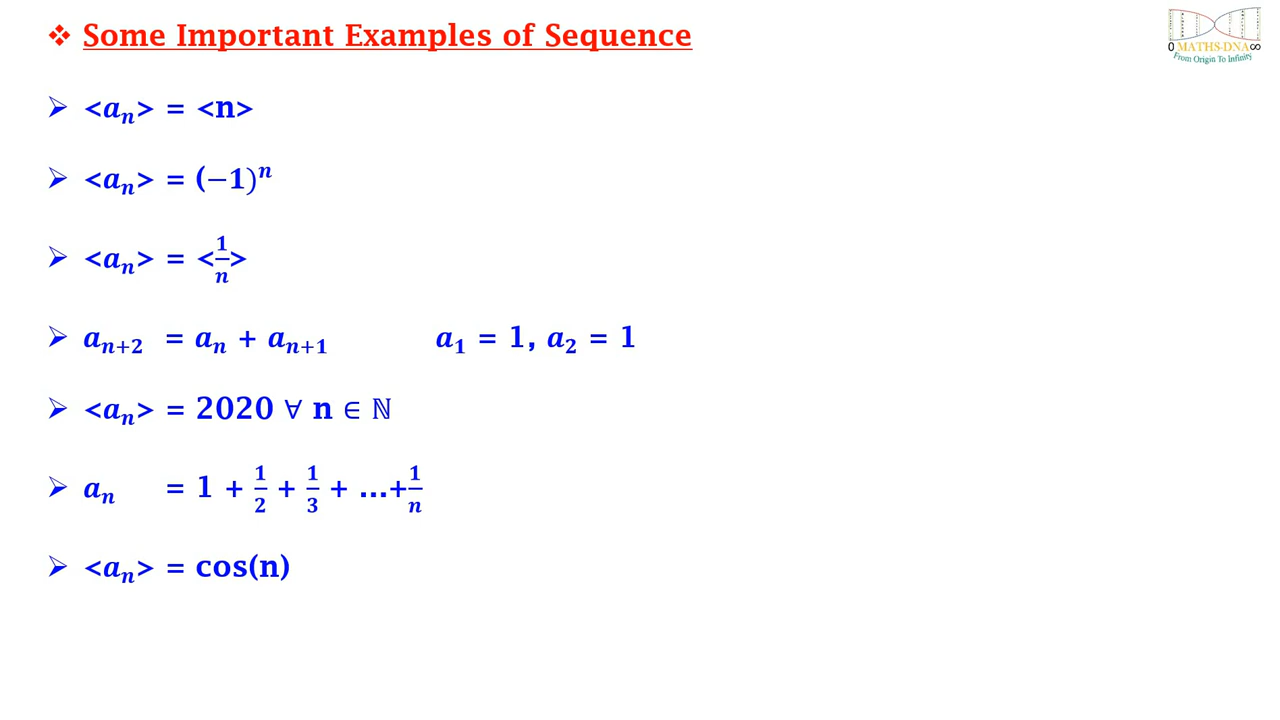 ❖ Some Important Examples of Sequence
0 MATHS-DNA ∞
From Origin To Infinity
➢ <aₙ> = <n>
➢ <aₙ> = (−1)ⁿ
➢ <aₙ> = <1/n>
➢ aₙ₊₂ = aₙ + aₙ₊₁ a₁ = 1, a₂ = 1
➢ <aₙ> = 2020 ∀ n ∈ ℕ
➢ aₙ = 1 + 1/2 + 1/3 + ...+1/n
➢ <aₙ> = cos(n)